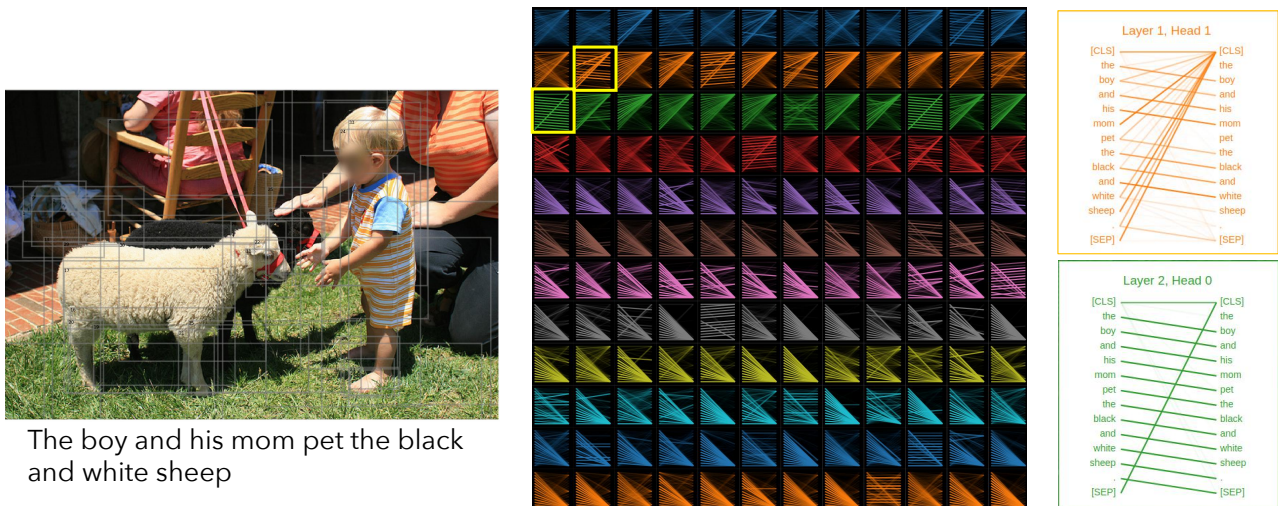 The boy and his mom pet the black
and white sheep
Layer 1, Head 1
[CLS] [CLS]
the the
boy boy
and and
his his
mom mom
pet pet
the the
black black
and and
white white
sheep sheep
. .
[SEP] [SEP]
Layer 2, Head 0
[CLS] [CLS]
the the
boy boy
and and
his his
mom mom
pet pet
the the
black black
and and
white white
sheep sheep
. .
[SEP] [SEP]